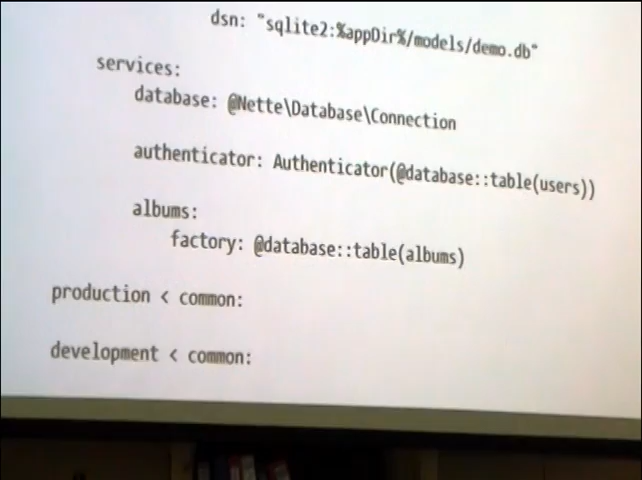 dsn: "sqlite2:%appDir%/models/demo.db"
services:
database: @Nette\Database\Connection
authenticator: Authenticator(@database::table(users))
albums:
factory: @database::table(albums)
production < common:
development < common: